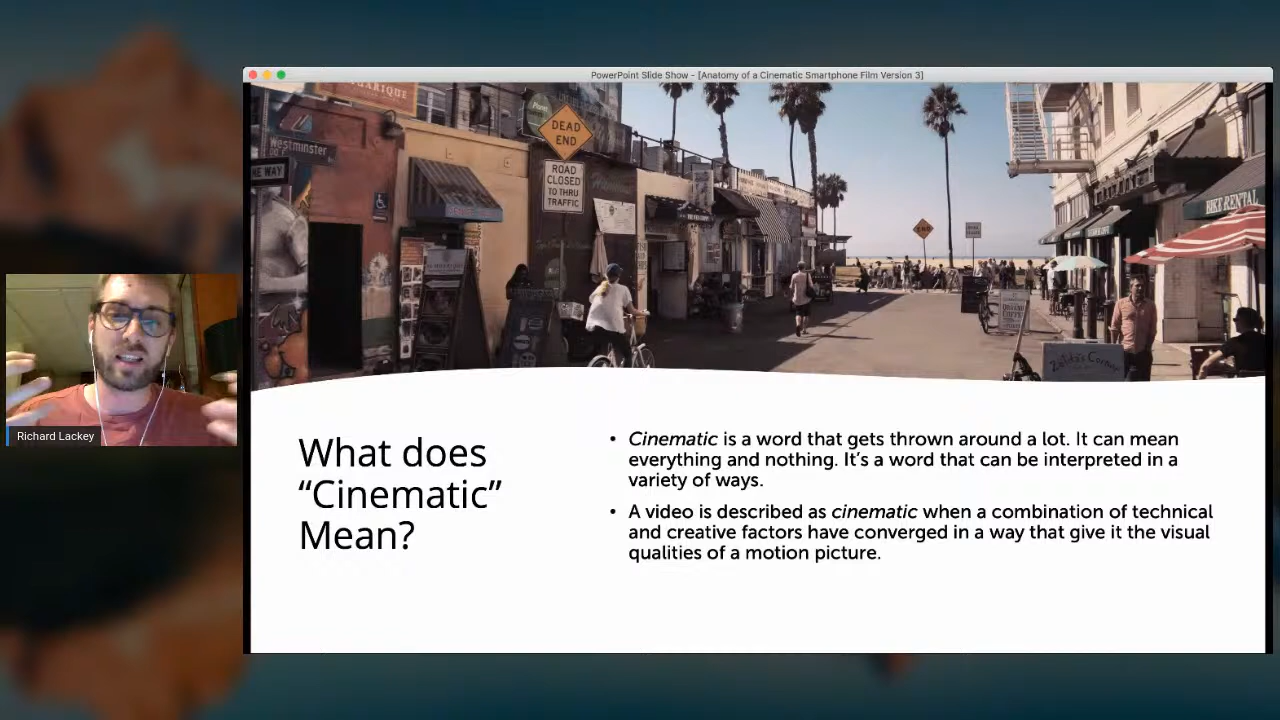 PowerPoint Slide Show - [Anatomy of a Cinematic Smartphone Film Version 3]
DEAD
END
Westminster
ROAD
CLOSED
TO THRU
TRAFFIC
END
BIKE RENTAL
Richard Lackey
What does
“Cinematic”
Mean?
• Cinematic is a word that gets thrown around a lot. It can mean
everything and nothing. It’s a word that can be interpreted in a
variety of ways.
• A video is described as cinematic when a combination of technical
and creative factors have converged in a way that give it the visual
qualities of a motion picture.